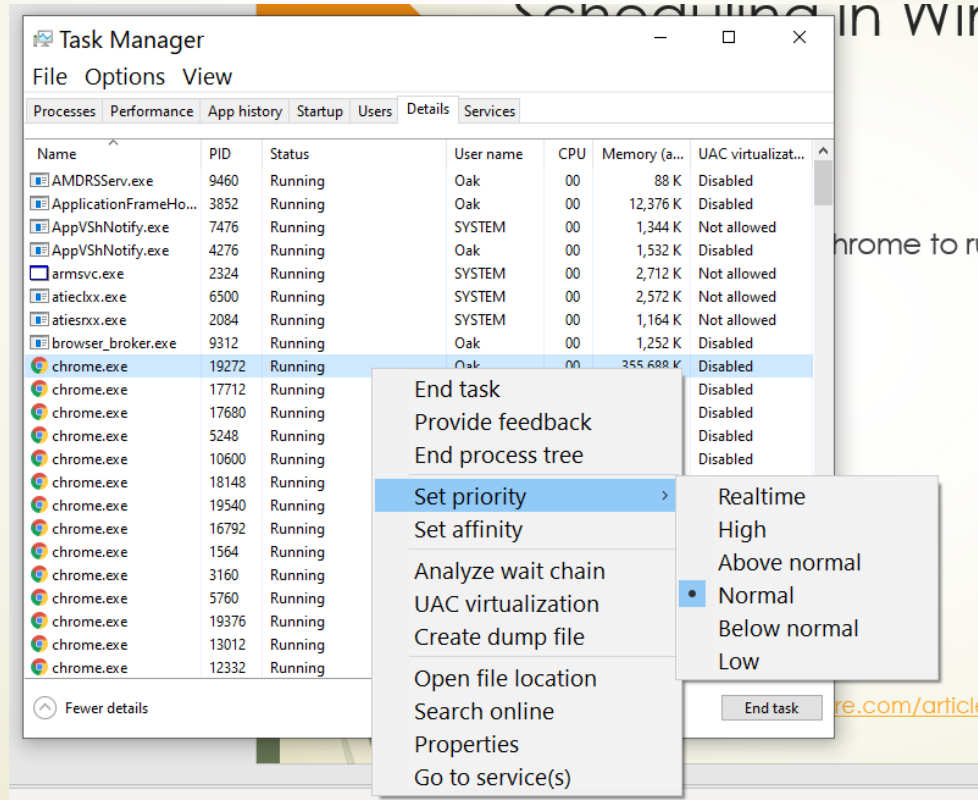 Scheduling in Wi
Task Manager
File Options View
Processes Performance App history Startup Users Details Services
Name PID Status User name CPU Memory (a... UAC virtualizat...
AMDRSServ.exe 9460 Running Oak 00 88 K Disabled
ApplicationFrameHo... 3852 Running Oak 00 12,376 K Disabled
AppVShNotify.exe 7476 Running SYSTEM 00 1,344 K Not allowed
AppVShNotify.exe 4276 Running Oak 00 1,532 K Disabled
hrome to r
armsvc.exe 2324 Running SYSTEM 00 2,712 K Not allowed
atieclxx.exe 6500 Running SYSTEM 00 2,572 K Not allowed
atiesrxx.exe 2084 Running SYSTEM 00 1,164 K Not allowed
browser_broker.exe 9312 Running Oak 00 1,252 K Disabled
chrome.exe 19272 Running Oak 00 355,688 K Disabled
chrome.exe 17712 Running Disabled
chrome.exe 17680 Running Disabled
chrome.exe 5248 Running Disabled
chrome.exe 10600 Running Disabled
chrome.exe 18148 Running
chrome.exe 19540 Running
chrome.exe 16792 Running
chrome.exe 1564 Running
chrome.exe 3160 Running
chrome.exe 5760 Running
chrome.exe 19376 Running
chrome.exe 13012 Running
chrome.exe 12332 Running
End task
Provide feedback
End process tree
Set priority
Set affinity
Analyze wait chain
UAC virtualization
Create dump file
Open file location
Search online
Properties
Go to service(s)
Realtime
High
Above normal
Normal
Below normal
Low
Fewer details
End task
re.com/article